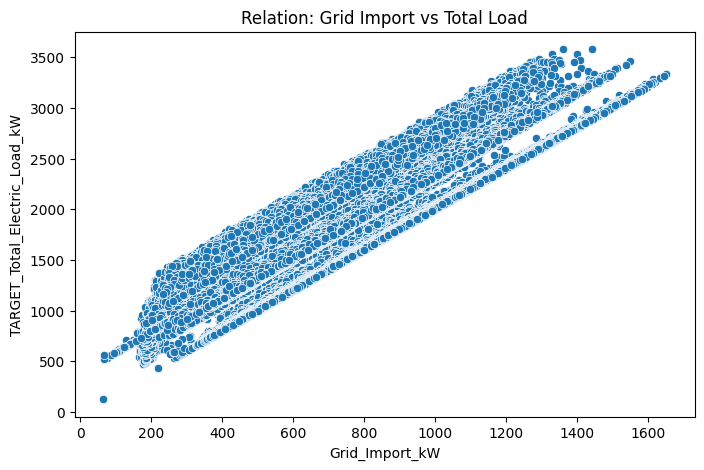 Relation: Grid Import vs Total Load
TARGET_Total_Electric_Load_kW
3500
3000
2500
2000
1500
1000
500
0
0 200 400 600 800 1000 1200 1400 1600
Grid_Import_kW